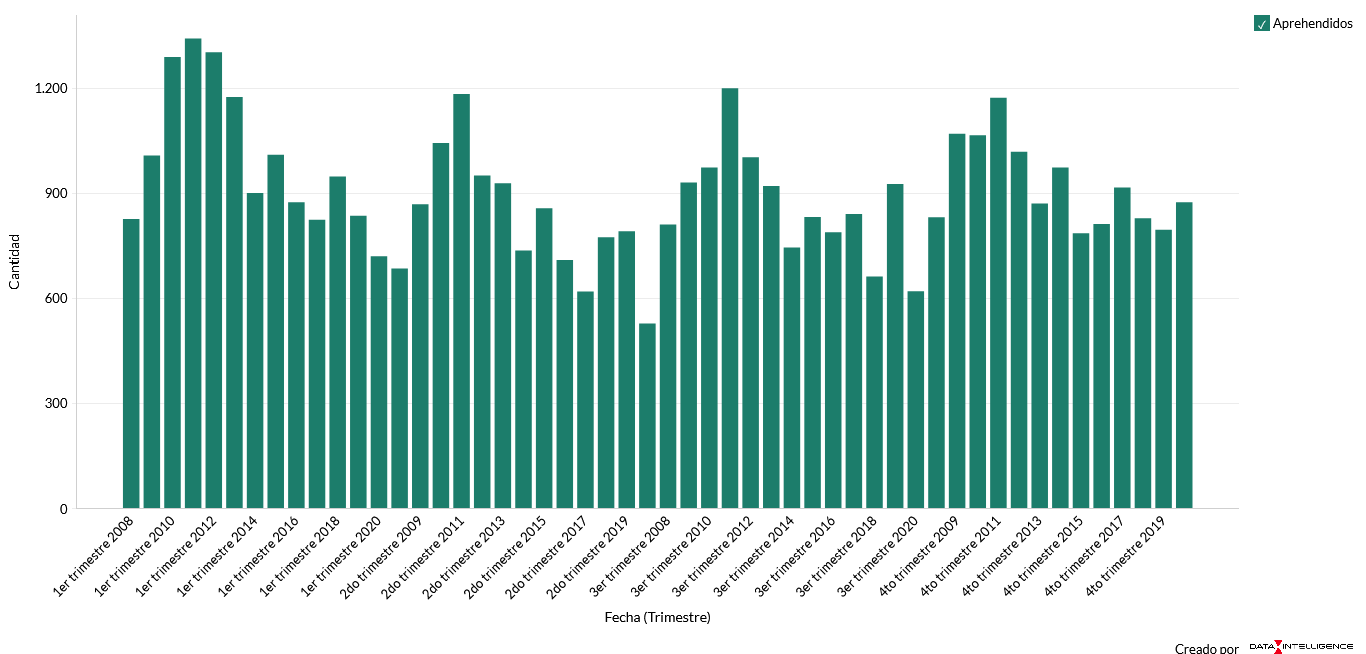 ✓ Aprehendidos
1.200
900
600
300
0
Cantidad
1er trimestre 2008
1er trimestre 2010
1er trimestre 2012
1er trimestre 2014
1er trimestre 2016
1er trimestre 2018
1er trimestre 2020
2do trimestre 2009
2do trimestre 2011
2do trimestre 2013
2do trimestre 2015
2do trimestre 2017
2do trimestre 2019
3er trimestre 2008
3er trimestre 2010
3er trimestre 2012
3er trimestre 2014
3er trimestre 2016
3er trimestre 2018
3er trimestre 2020
4to trimestre 2009
4to trimestre 2011
4to trimestre 2013
4to trimestre 2015
4to trimestre 2017
4to trimestre 2019
Fecha (Trimestre)
Creado por DATA INTELLIGENCE